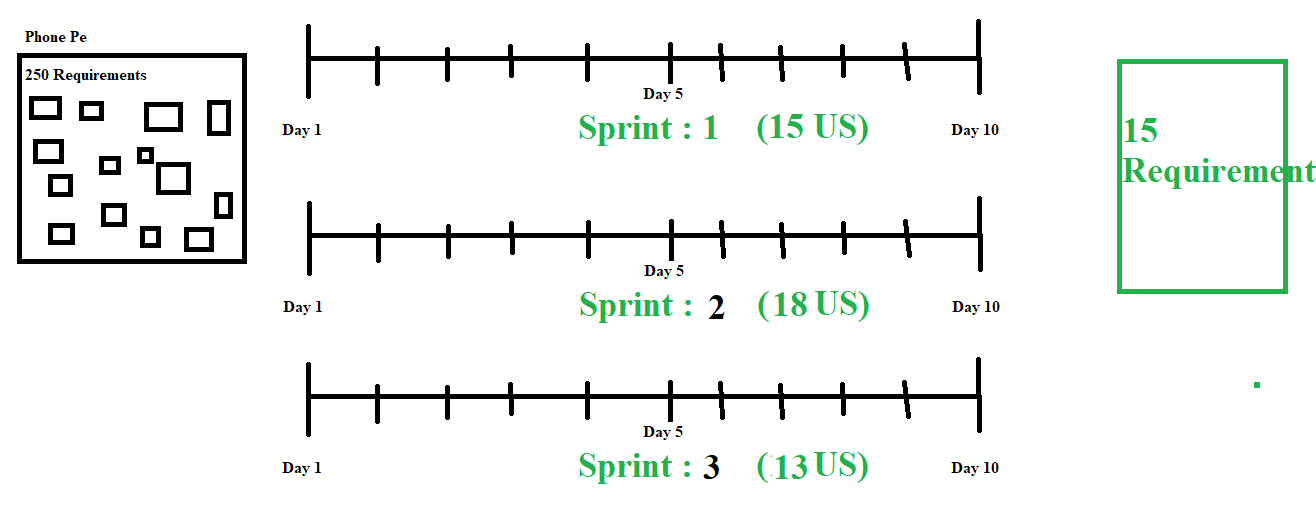 Phone Pe
250 Requirements
Day 5
Sprint : 1 (15 US)
Day 1
Day 10
Day 5
Sprint : 2 (18 US)
Day 1
Day 10
Day 5
Sprint : 3 (13 US)
Day 1
Day 10
15
Requirement